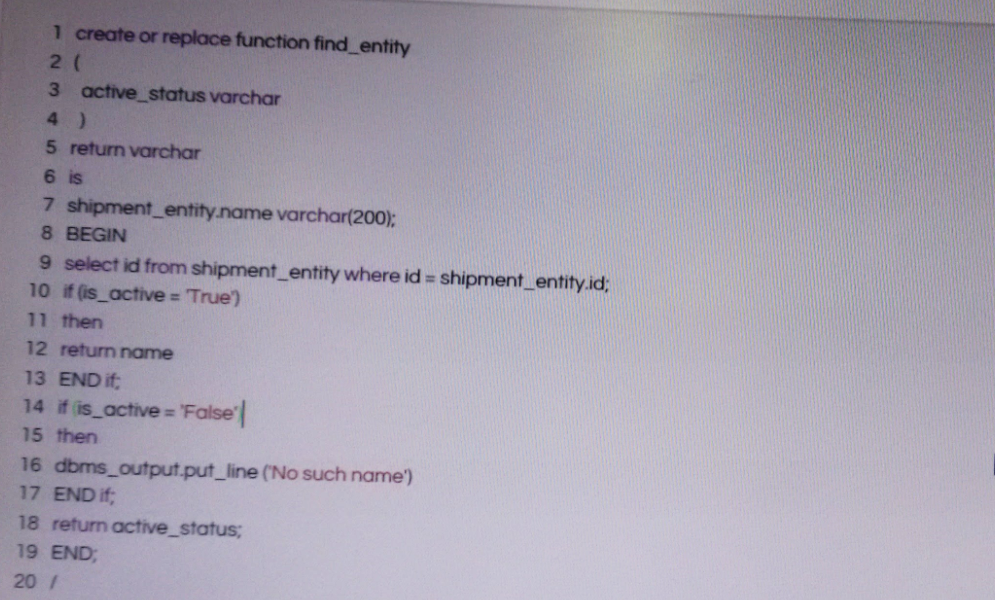 1 create or replace function find_entity
2 (
3 active_status varchar
4 )
5 return varchar
6 is
7 shipment_entity.name varchar(200);
8 BEGIN
9 select id from shipment_entity where id = shipment_entity.id;
10 if (is_active = 'True')
11 then
12 return name
13 END if;
14 if (is_active = 'False')
15 then
16 dbms_output.put_line ('No such name')
17 END if;
18 return active_status;
19 END;
20 /